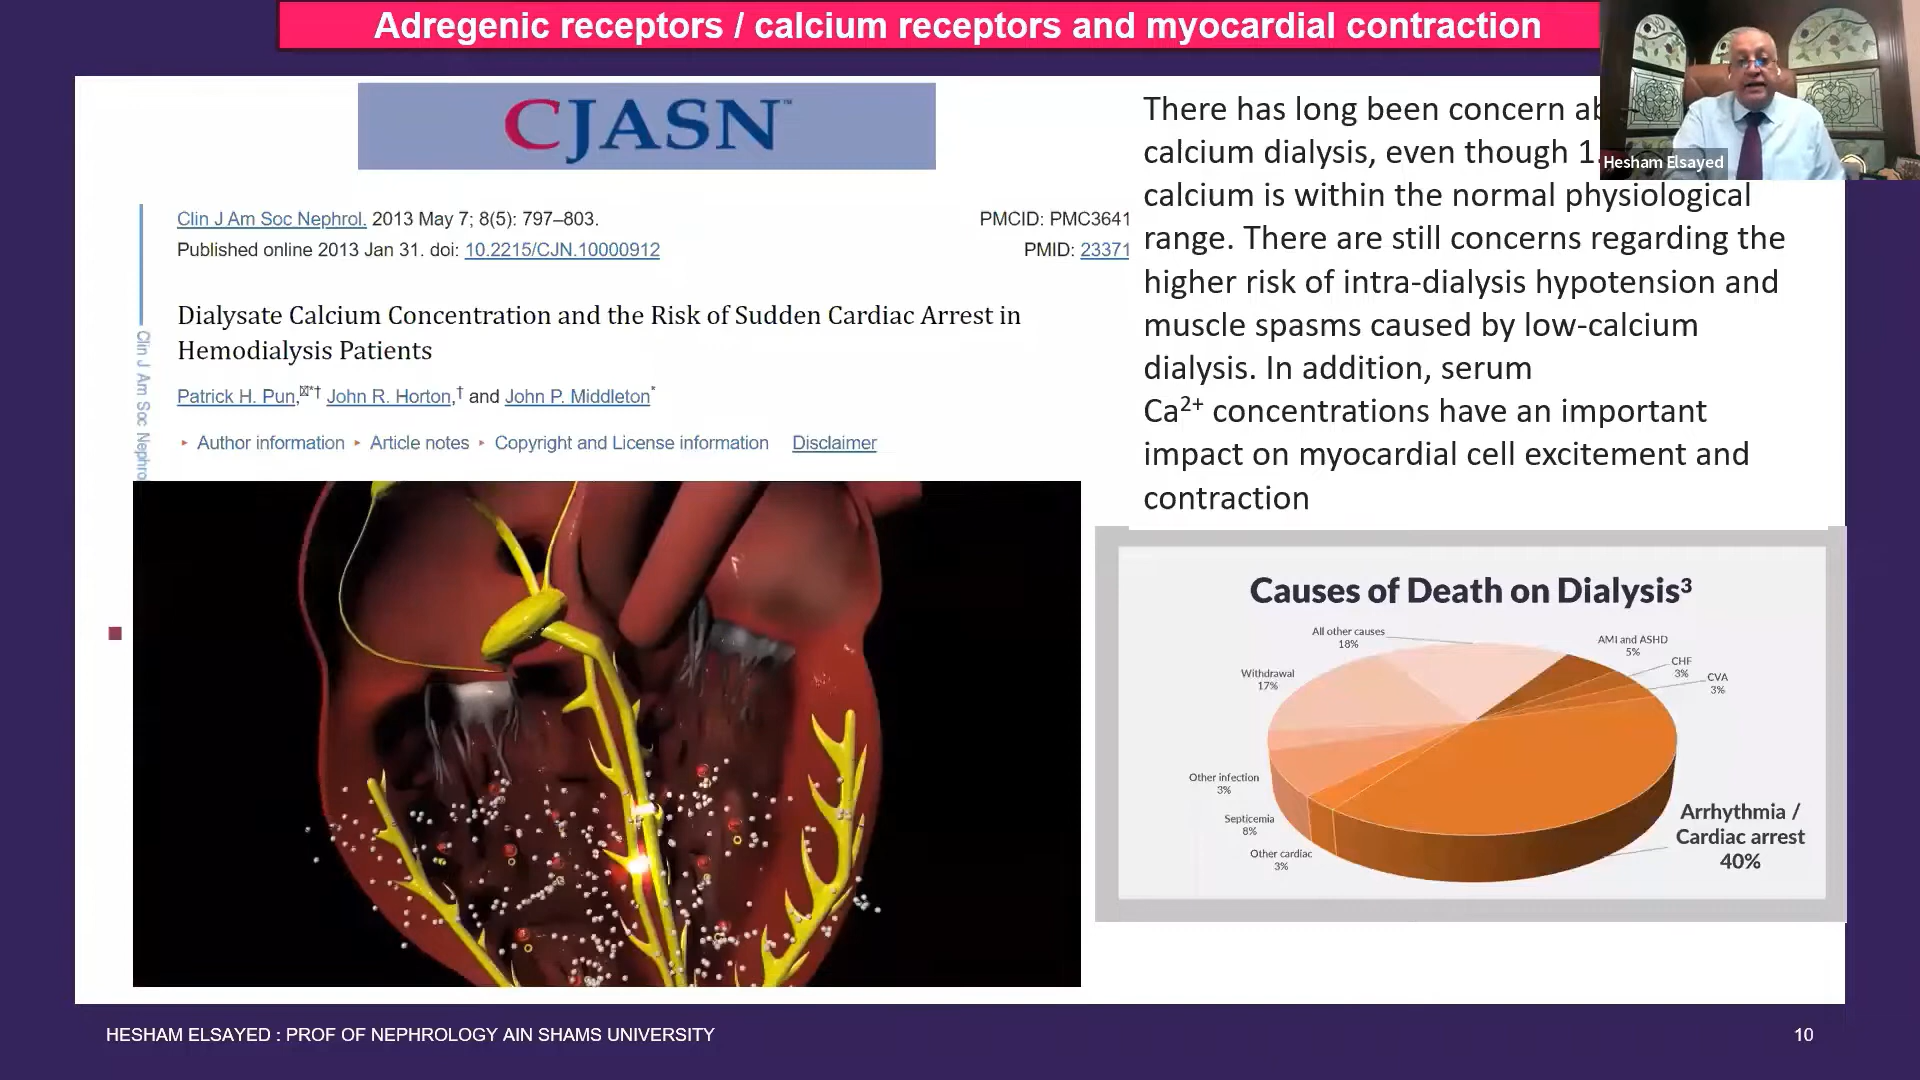 Adregenic receptors / calcium receptors and myocardial contraction
CJASN™
Clin J Am Soc Nephrol. 2013 May 7; 8(5): 797–803.
PMCID: PMC3641
Published online 2013 Jan 31. doi: 10.2215/CJN.10000912
PMID: 23371
Dialysate Calcium Concentration and the Risk of Sudden Cardiac Arrest in
Hemodialysis Patients
Patrick H. Pun,*† John R. Horton,† and John P. Middleton*
Author information Article notes Copyright and License information Disclaimer
Clin J Am Soc Nephro
There has long been concern
calcium dialysis, even though 1.
calcium is within the normal physiological
range. There are still concerns regarding the
higher risk of intra-dialysis hypotension and
muscle spasms caused by low-calcium
dialysis. In addition, serum
Ca2+ concentrations have an important
impact on myocardial cell excitement and
contraction
Hesham Elsayed
Causes of Death on Dialysis³
All other causes
18%
AMI and ASHD
5%
CHF
3%
CVA
3%
Withdrawal
17%
Other infection
3%
Septicemia
8%
Other cardiac
3%
Arrhythmia /
Cardiac arrest
40%
HESHAM ELSAYED : PROF OF NEPHROLOGY AIN SHAMS UNIVERSITY
10